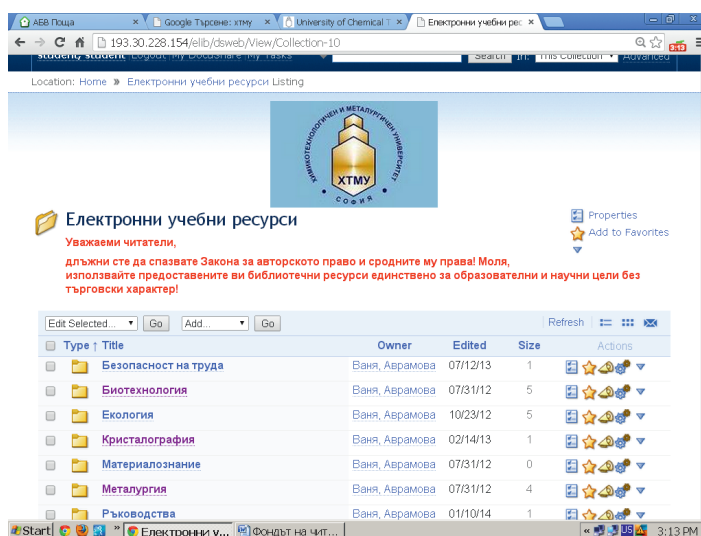 АЕВ Поща
Google Търсене: хтму
University of Chemical T
Електронни учебни рес
193.30.228.154/elib/dsweb/View/Collection-10
3:13
student, student Logout My DocuShare My Tasks
Search In: This Collection Advanced
Location: Home » Електронни учебни ресурси Listing
ХИМИКОТЕХНОЛОГИЧЕН И МЕТАЛУРГИЧЕН УНИВЕРСИТЕТ
ХТМУ
СОФИЯ
Електронни учебни ресурси
Properties
Add to Favorites
Уважаеми читатели,
длъжни сте да спазвате Закона за авторското право и сродните му права! Моля,
използвайте предоставените ви библиотечни ресурси единствено за образователни и научни цели без
търговски характер!
Edit Selected... Go Add... Go Refresh
Type ↑ Title Owner Edited Size Actions
Безопасност на труда Ваня, Аврамова 07/12/13 1
Биотехнология Ваня, Аврамова 07/31/12 5
Екология Ваня, Аврамова 10/23/12 5
Кристалография Ваня, Аврамова 02/14/13 1
Материалознание Ваня, Аврамова 07/31/12 0
Металургия Ваня, Аврамова 07/31/12 4
Ръководства Ваня, Аврамова 01/10/14 1
Start » Електронни у... Фондът на чит... « US 3:13 PM